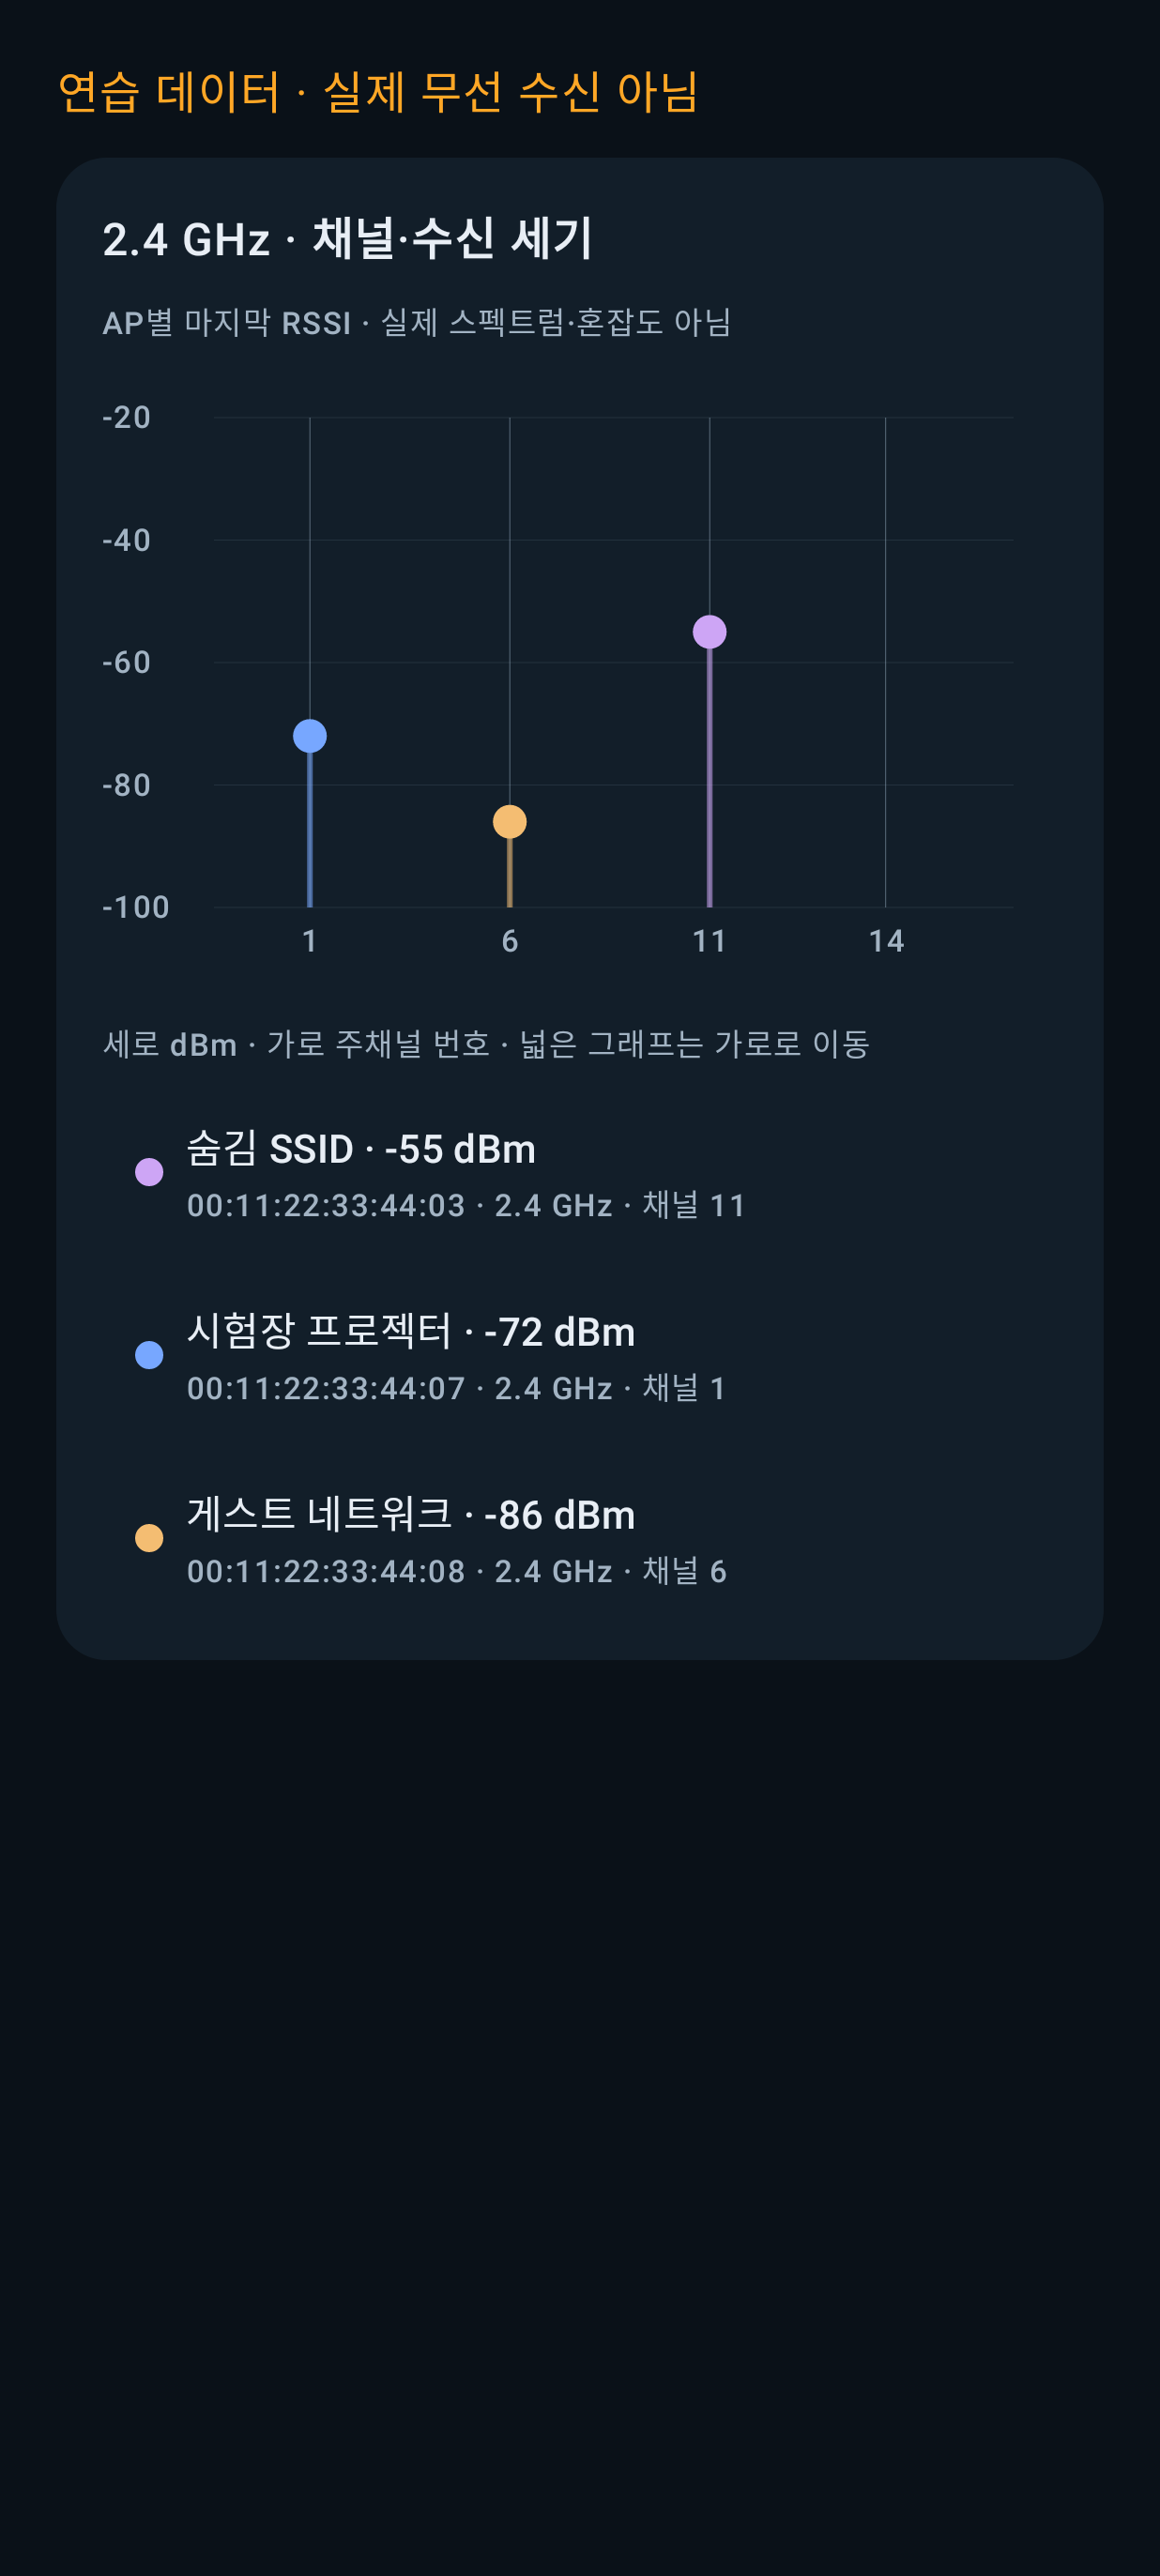 연습 데이터 · 실제 무선 수신 아님
2.4 GHz · 채널·수신 세기
AP별 마지막 RSSI · 실제 스펙트럼·혼잡도 아님
-20
-40
-60
-80
-100
1 6 11 14
세로 dBm · 가로 주채널 번호 · 넓은 그래프는 가로로 이동
숨김 SSID · -55 dBm
00:11:22:33:44:03 · 2.4 GHz · 채널 11
시험장 프로젝터 · -72 dBm
00:11:22:33:44:07 · 2.4 GHz · 채널 1
게스트 네트워크 · -86 dBm
00:11:22:33:44:08 · 2.4 GHz · 채널 6